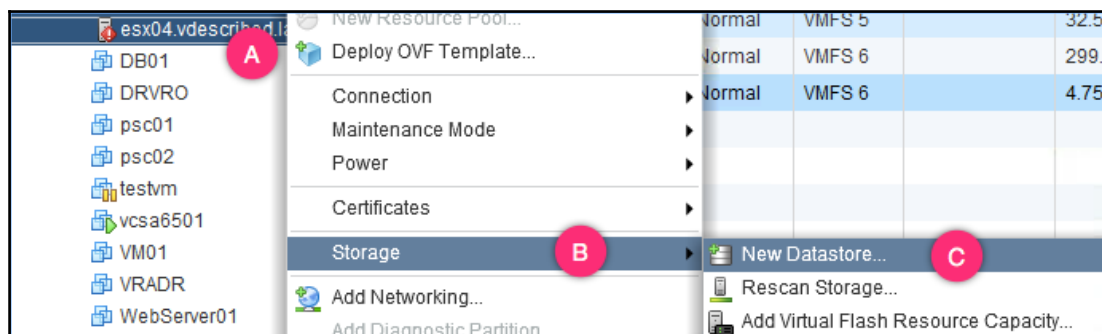 esx04.vdescribed.la
A
DB01
DRVRO
psc01
psc02
testvm
vcsa6501
VM01
VRADR
WebServer01
New Resource Pool...
Deploy OVF Template...
Connection
Maintenance Mode
Power
Certificates
Storage
B
Add Networking...
Add Diagnostic Partition
New Datastore...
C
Rescan Storage...
Add Virtual Flash Resource Capacity...
Normal VMFS 5 32.5
Normal VMFS 6 299.
Normal VMFS 6 4.75